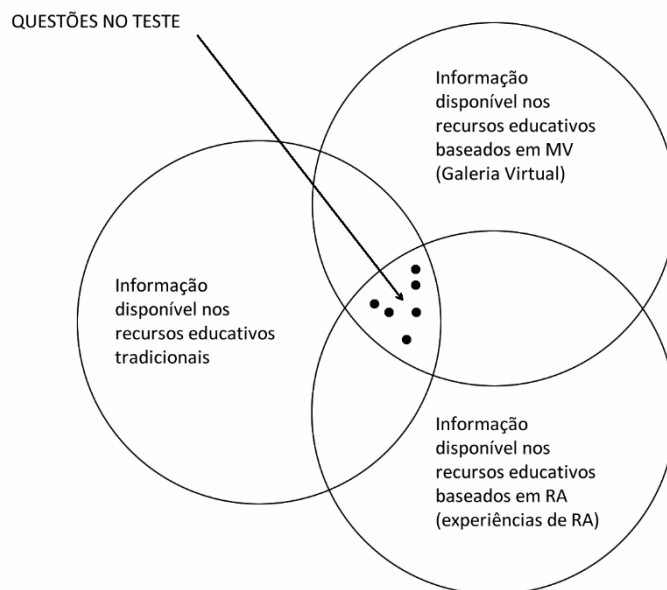 QUESTÕES NO TESTE
Informação
disponível nos
recursos educativos
baseados em MV
(Galeria Virtual)
Informação
disponível nos
recursos educativos
tradicionais
Informação
disponível nos
recursos educativos
baseados em RA
(experiências de RA)